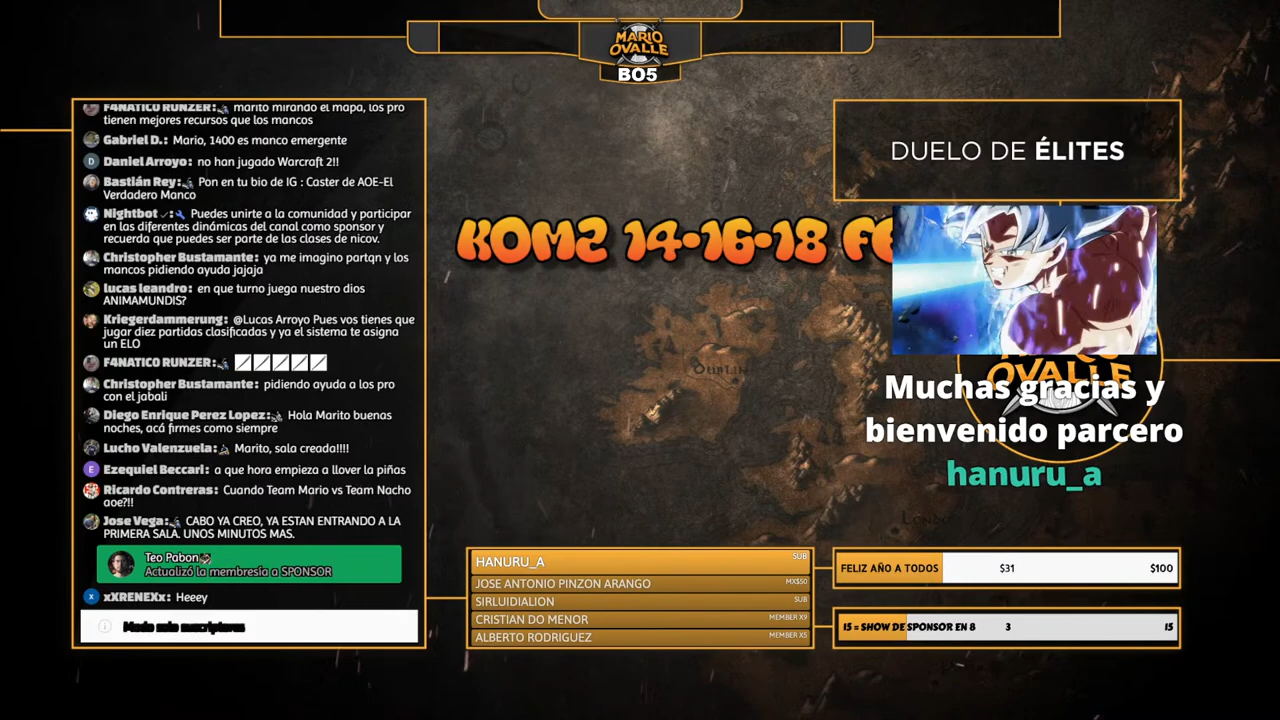 MARIO
OVALLE
BO5
F4NATICO RUNZER: marito mirando el mapa, los pro
tienen mejores recursos que los mancos
Gabriel D.: Mario, 1400 es manco emergente
D Daniel Arroyo: no han jugado Warcraft 2!!
Bastián Rey: Pon en tu bio de IG : Caster de AOE-El
Verdadero Manco
Nightbot ✓: Puedes unirte a la comunidad y participar
en las diferentes dinámicas del canal como sponsor y
recuerda que puedes ser parte de las clases de nicov.
Christopher Bustamante: ya me imagino partqn y los
mancos pidiendo ayuda jajaja
lucas leandro: en que turno juega nuestro dios
ANIMAMUNDIS?
Kriegerdammerung: @Lucas Arroyo Pues vos tienes que
jugar diez partidas clasificadas y ya el sistema te asigna
un ELO
F4NATICO RUNZER:
Christopher Bustamante: pidiendo ayuda a los pro
con el jabali
Diego Enrique Perez Lopez: Hola Marito buenas
noches, acá firmes como siempre
Lucho Valenzuela: Marito, sala creada!!!!
E Ezequiel Beccari: a que hora empieza a llover la piñas
Ricardo Contreras: Cuando Team Mario vs Team Nacho
aoe?!!
Jose Vega: CABO YA CREO, YA ESTAN ENTRANDO A LA
PRIMERA SALA. UNOS MINUTOS MAS.
Teo Pabon
Actualizó la membresía a SPONSOR
X xXRENEXx: Heeey
Modo solo suscriptores
KOM2 14•16•18 FE
DUBLIN
DUELO DE ÉLITES
OVALLE
Muchas gracias y
bienvenido parcero
hanuru_a
HANURU_A SUB
JOSE ANTONIO PINZON ARANGO MX$50
SIRLUIDIALION SUB
CRISTIAN DO MENOR MEMBER X9
ALBERTO RODRIGUEZ MEMBER X5
FELIZ AÑO A TODOS $31 $100
15 = SHOW DE SPONSOR EN 8 3 15